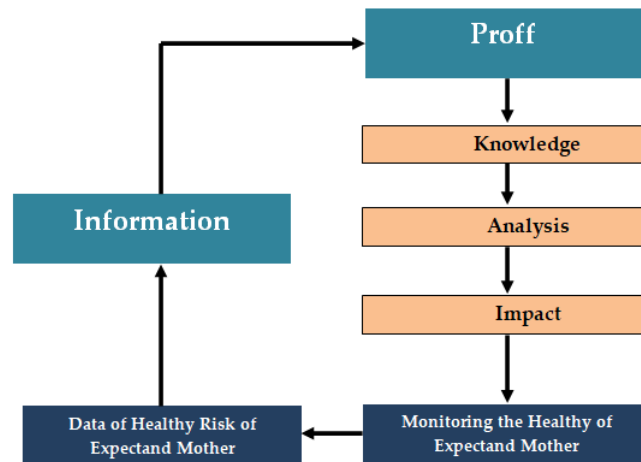 Proff
Knowledge
Information
Analysis
Impact
Data of Healthy Risk of
Expectand Mother
Monitoring the Healthy of
Expectand Mother